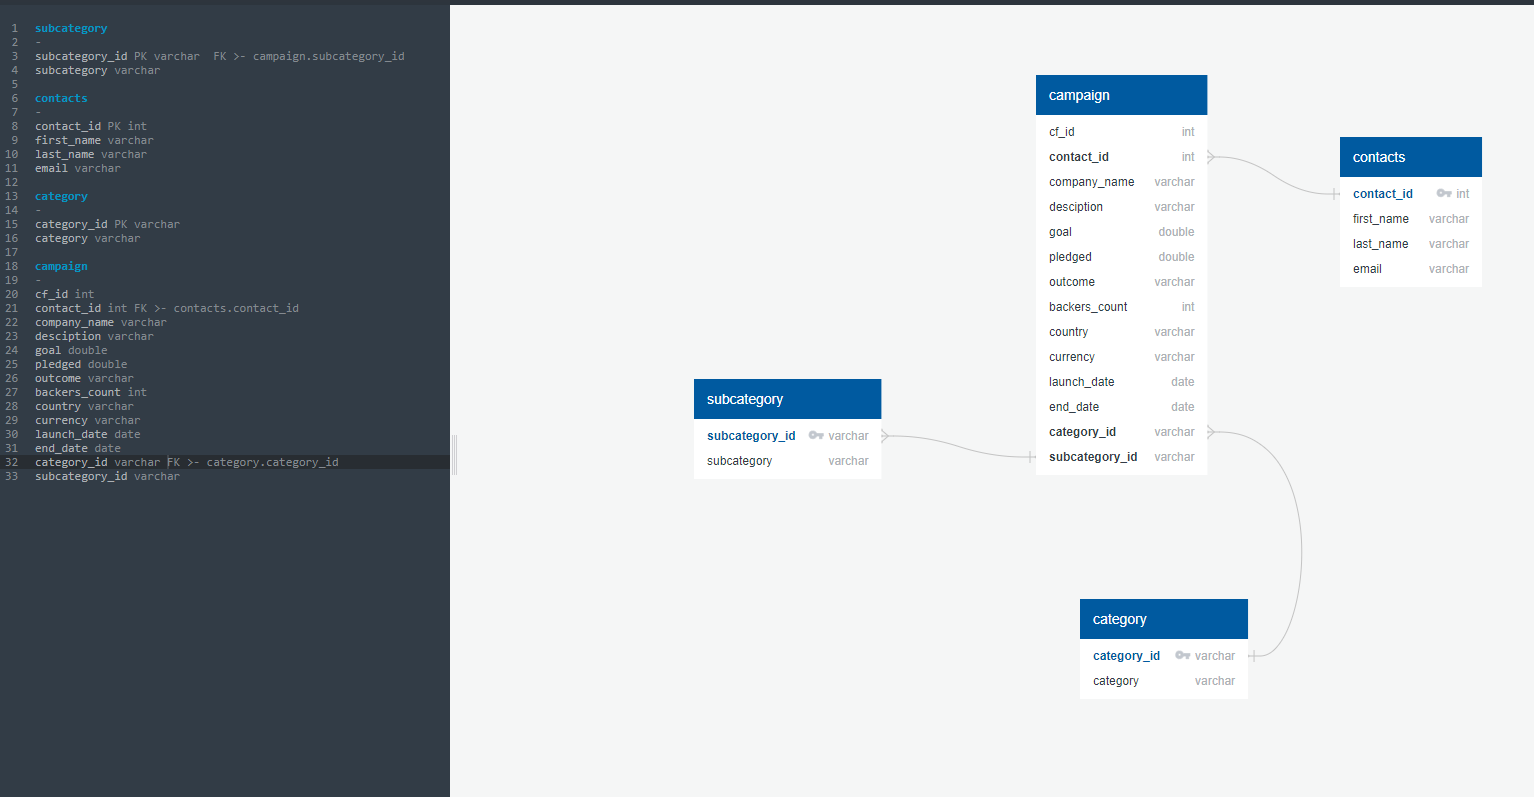 1 subcategory
2 -
3 subcategory_id PK varchar  FK >- campaign.subcategory_id
4 subcategory varchar
5
6 contacts
7 -
8 contact_id PK int
9 first_name varchar
10 last_name varchar
11 email varchar
12
13 category
14 -
15 category_id PK varchar
16 category varchar
17
18 campaign
19 -
20 cf_id int
21 contact_id int FK >- contacts.contact_id
22 company_name varchar
23 desciption varchar
24 goal double
25 pledged double
26 outcome varchar
27 backers_count int
28 country varchar
29 currency varchar
30 launch_date date
31 end_date date
32 category_id varchar FK >- category.category_id
33 subcategory_id varchar
campaign
cf_id int
contact_id int
company_name varchar
desciption varchar
goal double
pledged double
outcome varchar
backers_count int
country varchar
currency varchar
launch_date date
end_date date
category_id varchar
subcategory_id varchar
contacts
contact_id int
first_name varchar
last_name varchar
email varchar
subcategory
subcategory_id varchar
subcategory varchar
category
category_id varchar
category varchar